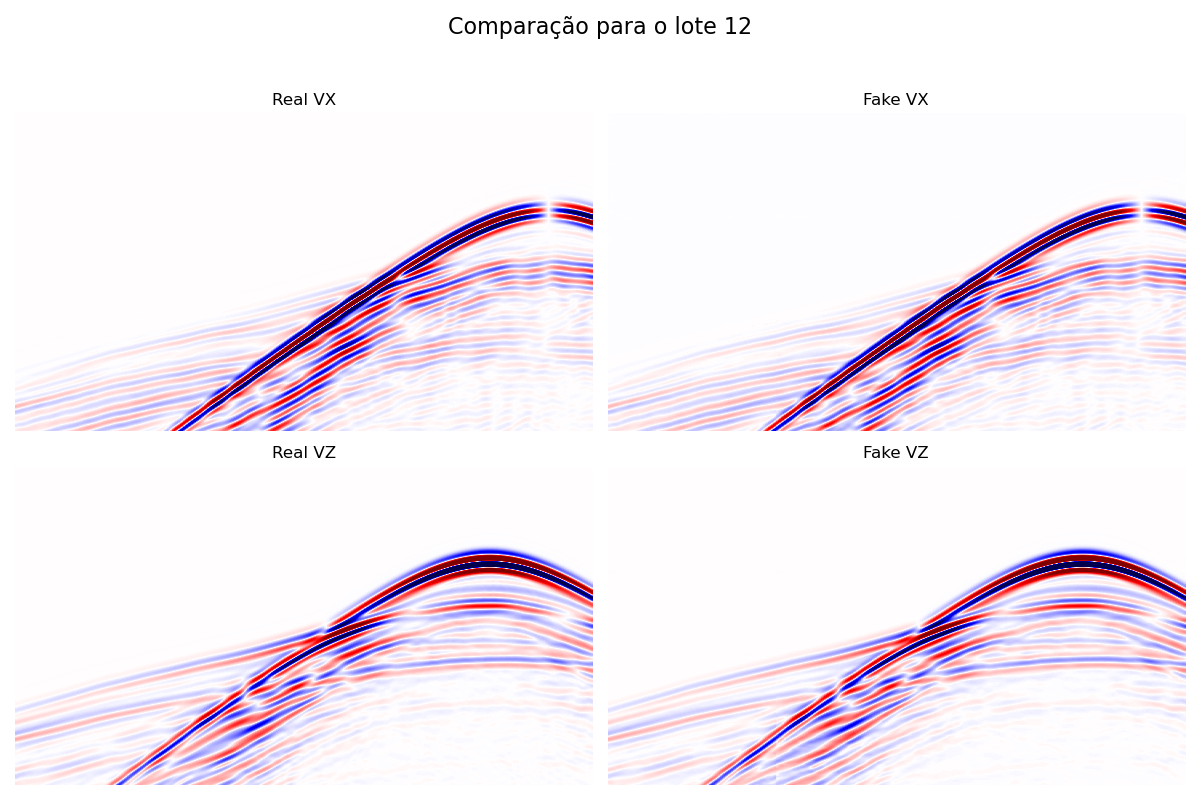 Comparação para o lote 12
Real VX
Fake VX
Real VZ
Fake VZ